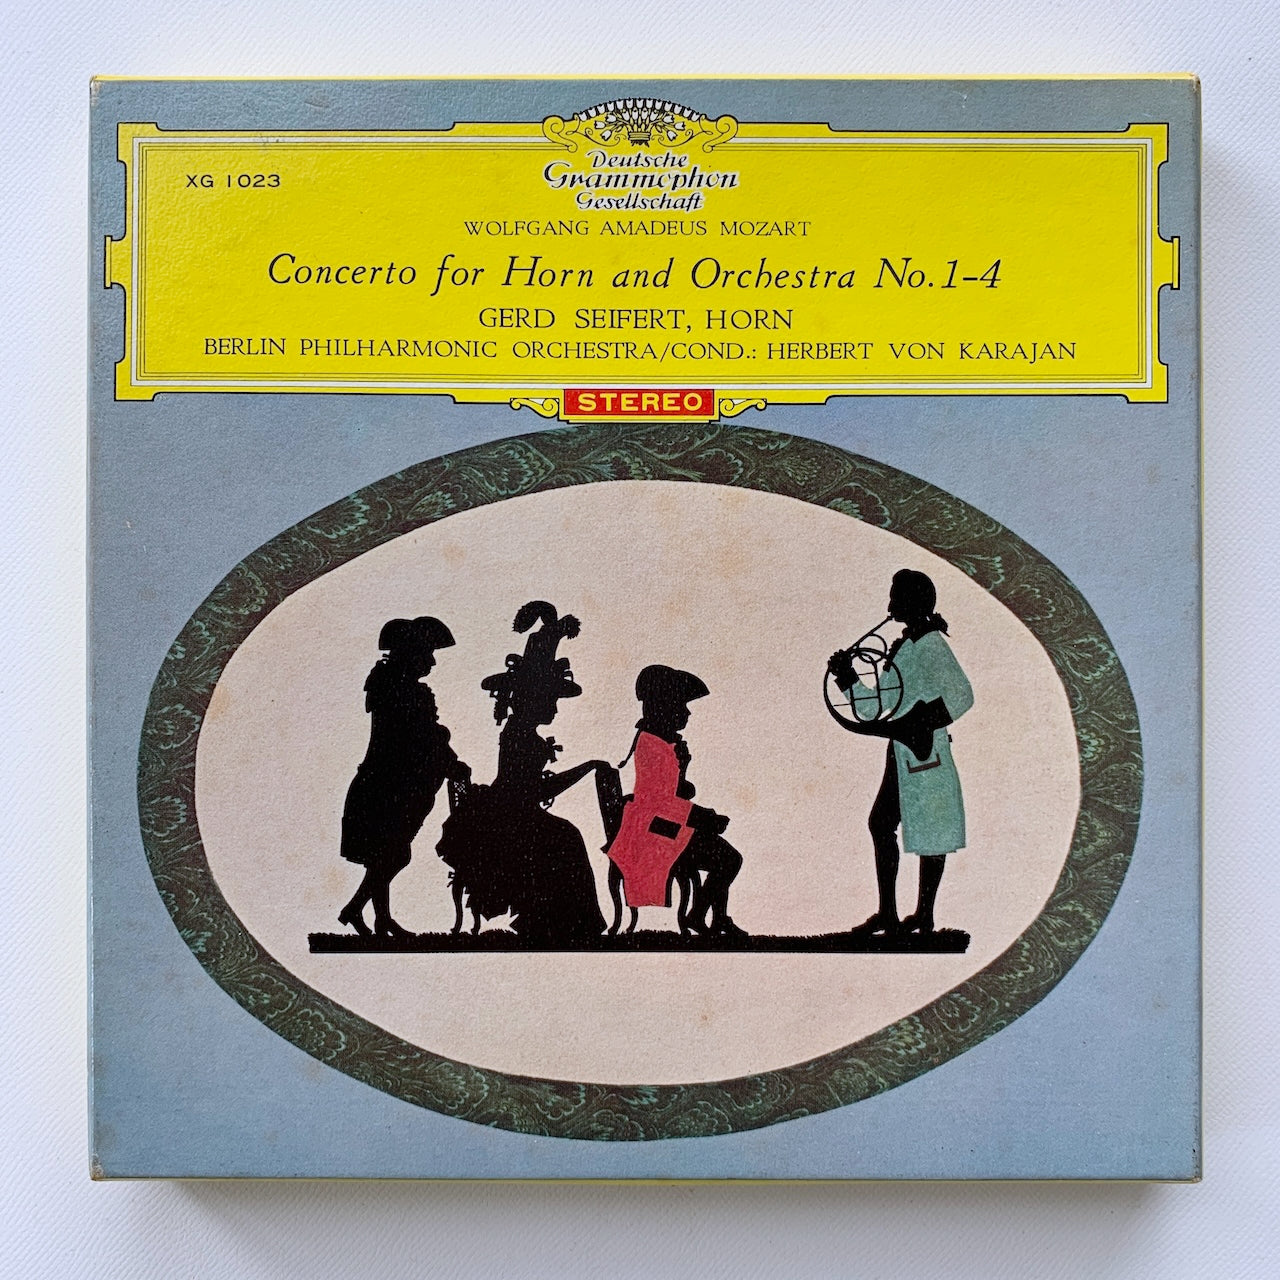 XG 1023
Deutsche
Grammophon
Gesellschaft
WOLFGANG AMADEUS MOZART
Concerto for Horn and Orchestra No.1-4
GERD SEIFERT, HORN
BERLIN PHILHARMONIC ORCHESTRA/COND.: HERBERT VON KARAJAN
STEREO